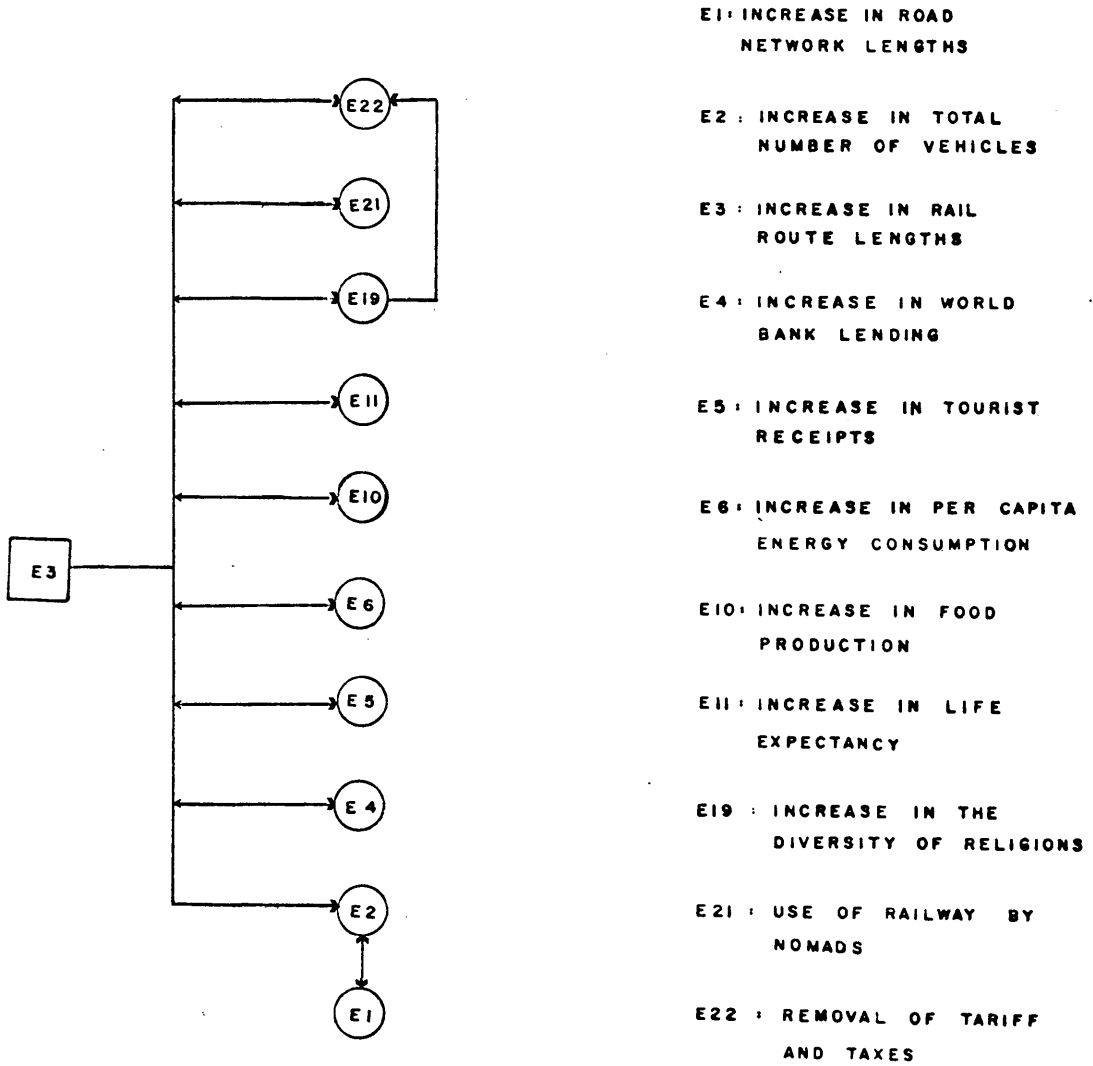 E22
E21
E19
E11
E10
E3
E6
E5
E4
E2
E1
E1: INCREASE IN ROAD
NETWORK LENGTHS
E2: INCREASE IN TOTAL
NUMBER OF VEHICLES
E3: INCREASE IN RAIL
ROUTE LENGTHS
E4: INCREASE IN WORLD
BANK LENDING
E5: INCREASE IN TOURIST
RECEIPTS
E6: INCREASE IN PER CAPITA
ENERGY CONSUMPTION
E10: INCREASE IN FOOD
PRODUCTION
E11: INCREASE IN LIFE
EXPECTANCY
E19: INCREASE IN THE
DIVERSITY OF RELIGIONS
E21: USE OF RAILWAY BY
NOMADS
E22: REMOVAL OF TARIFF
AND TAXES